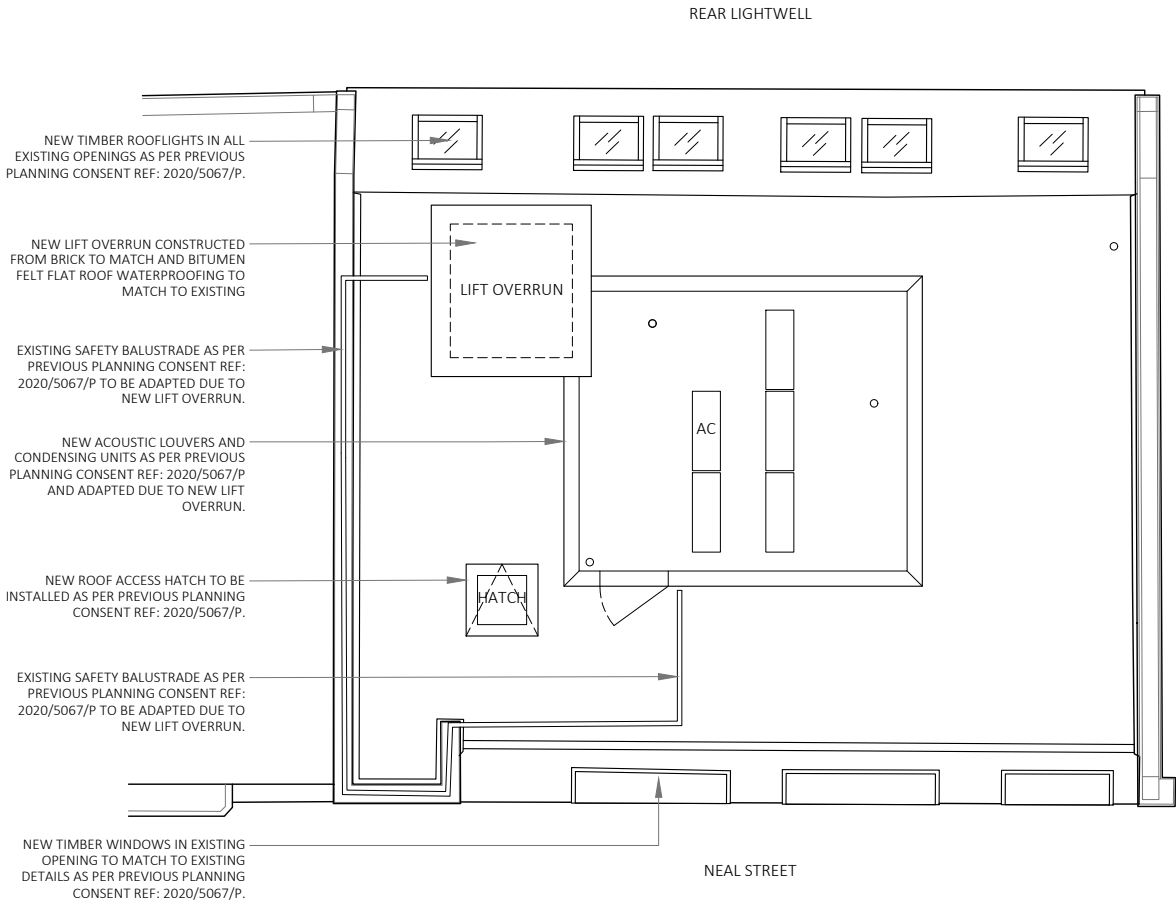 REAR LIGHTWELL
NEW TIMBER ROOFLIGHTS IN ALL
EXISTING OPENINGS AS PER PREVIOUS
PLANNING CONSENT REF: 2020/5067/P.
NEW LIFT OVERRUN CONSTRUCTED
FROM BRICK TO MATCH AND BITUMEN
FELT FLAT ROOF WATERPROOFING TO
MATCH TO EXISTING
LIFT OVERRUN
EXISTING SAFETY BALUSTRADE AS PER
PREVIOUS PLANNING CONSENT REF:
2020/5067/P TO BE ADAPTED DUE TO
NEW LIFT OVERRUN.
NEW ACOUSTIC LOUVERS AND
CONDENSING UNITS AS PER PREVIOUS
PLANNING CONSENT REF: 2020/5067/P
AND ADAPTED DUE TO NEW LIFT
OVERRUN.
AC
NEW ROOF ACCESS HATCH TO BE
INSTALLED AS PER PREVIOUS PLANNING
CONSENT REF: 2020/5067/P.
HATCH
EXISTING SAFETY BALUSTRADE AS PER
PREVIOUS PLANNING CONSENT REF:
2020/5067/P TO BE ADAPTED DUE TO
NEW LIFT OVERRUN.
NEW TIMBER WINDOWS IN EXISTING
OPENING TO MATCH TO EXISTING
DETAILS AS PER PREVIOUS PLANNING
CONSENT REF: 2020/5067/P.
NEAL STREET